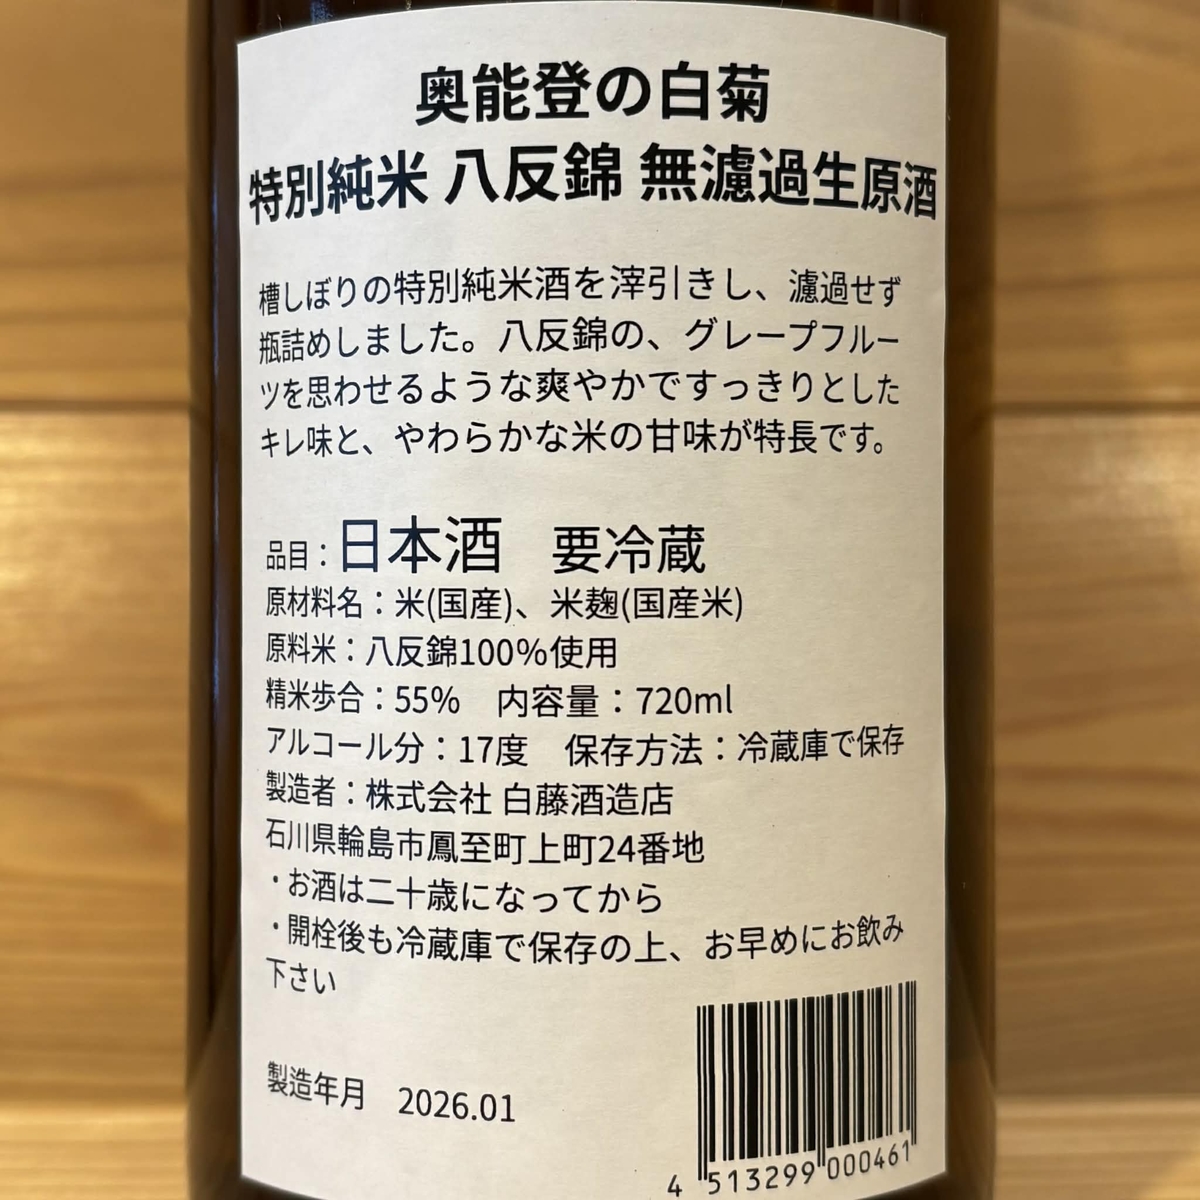 奥能登の白菊
特別純米 八反錦 無濾過生原酒
槽しぼりの特別純米酒を滓引きし、濾過せず
瓶詰めしました。八反錦の、グレープフルー
ツを思わせるような爽やかですっきりとした
キレ味と、やわらかな米の甘味が特長です。
品目：日本酒　要冷蔵
原材料名：米(国産)、米麹(国産米)
原料米：八反錦100%使用
精米歩合：55%　内容量：720ml
アルコール分：17度　保存方法：冷蔵庫で保存
製造者：株式会社 白藤酒造店
石川県輪島市鳳至町上町24番地
・お酒は二十歳になってから
・開栓後も冷蔵庫で保存の上、お早めにお飲み
下さい
製造年月　2026.01
4 513299 000461